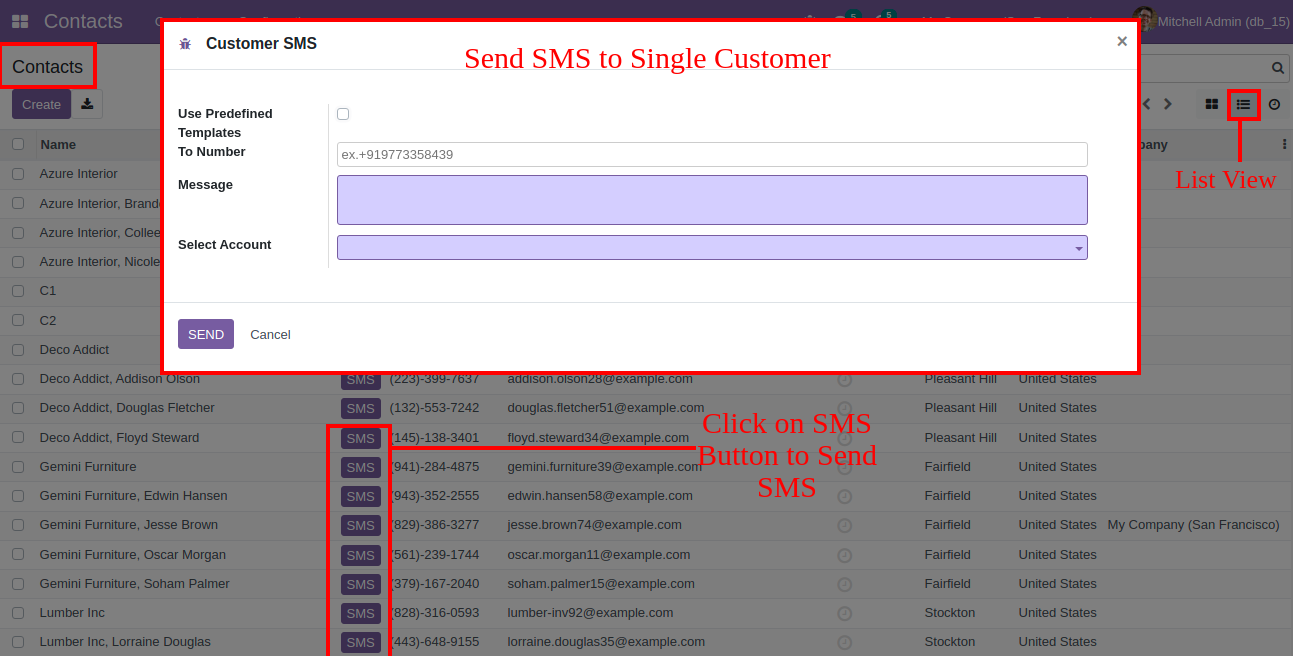 Contacts
5
5
Mitchell Admin (db_15)
Customer SMS
×
Send SMS to Single Customer
Contacts
Create
Use Predefined
Templates
To Number
ex.+919773358439
Message
Select Account
SEND
Cancel
List View
Name
pany
Azure Interior
Azure Interior, Brand
Azure Interior, Collee
Azure Interior, Nicole
C1
C2
Deco Addict
Deco Addict, Addison Olson SMS (223)-399-7637 addison.olson28@example.com Pleasant Hill United States
Deco Addict, Douglas Fletcher SMS (132)-553-7242 douglas.fletcher51@example.com Pleasant Hill United States
Click on SMS
Button to Send
SMS
Deco Addict, Floyd Steward SMS (145)-138-3401 floyd.steward34@example.com Pleasant Hill United States
Gemini Furniture SMS (941)-284-4875 gemini.furniture39@example.com Fairfield United States
Gemini Furniture, Edwin Hansen SMS (943)-352-2555 edwin.hansen58@example.com Fairfield United States
Gemini Furniture, Jesse Brown SMS (829)-386-3277 jesse.brown74@example.com Fairfield United States My Company (San Francisco)
Gemini Furniture, Oscar Morgan SMS (561)-239-1744 oscar.morgan11@example.com Fairfield United States
Gemini Furniture, Soham Palmer SMS (379)-167-2040 soham.palmer15@example.com Fairfield United States
Lumber Inc SMS (828)-316-0593 lumber-inv92@example.com Stockton United States
Lumber Inc, Lorraine Douglas SMS (443)-648-9155 lorraine.douglas35@example.com Stockton United States